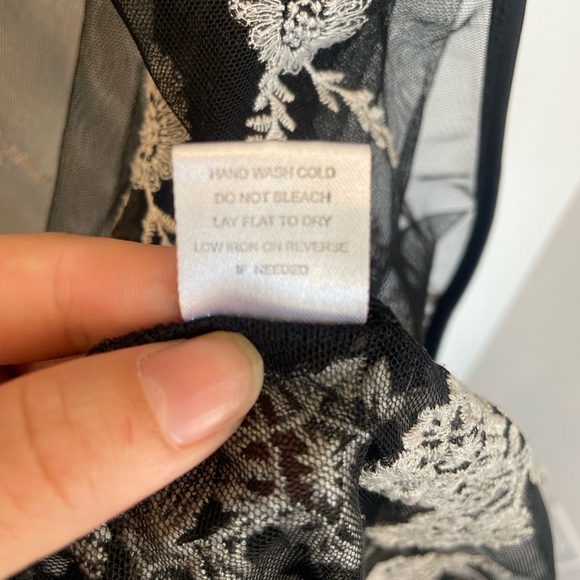 HAND WASH COLD
DO NOT BLEACH
LAY FLAT TO DRY
LOW IRON ON REVERSE
IF NEEDED